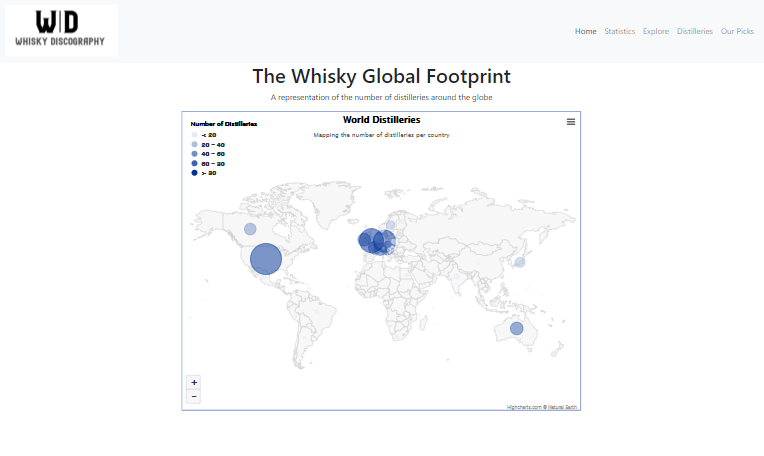 W|D
WHISKY DISCOGRAPHY
Home Statistics Explore Distilleries Our Picks
The Whisky Global Footprint
A representation of the number of distilleries around the globe
World Distilleries
Mapping the number of distilleries per country
Number of Distilleries
< 20
20 - 40
40 - 60
60 - 80
> 80
+
−
Highcharts.com © Natural Earth